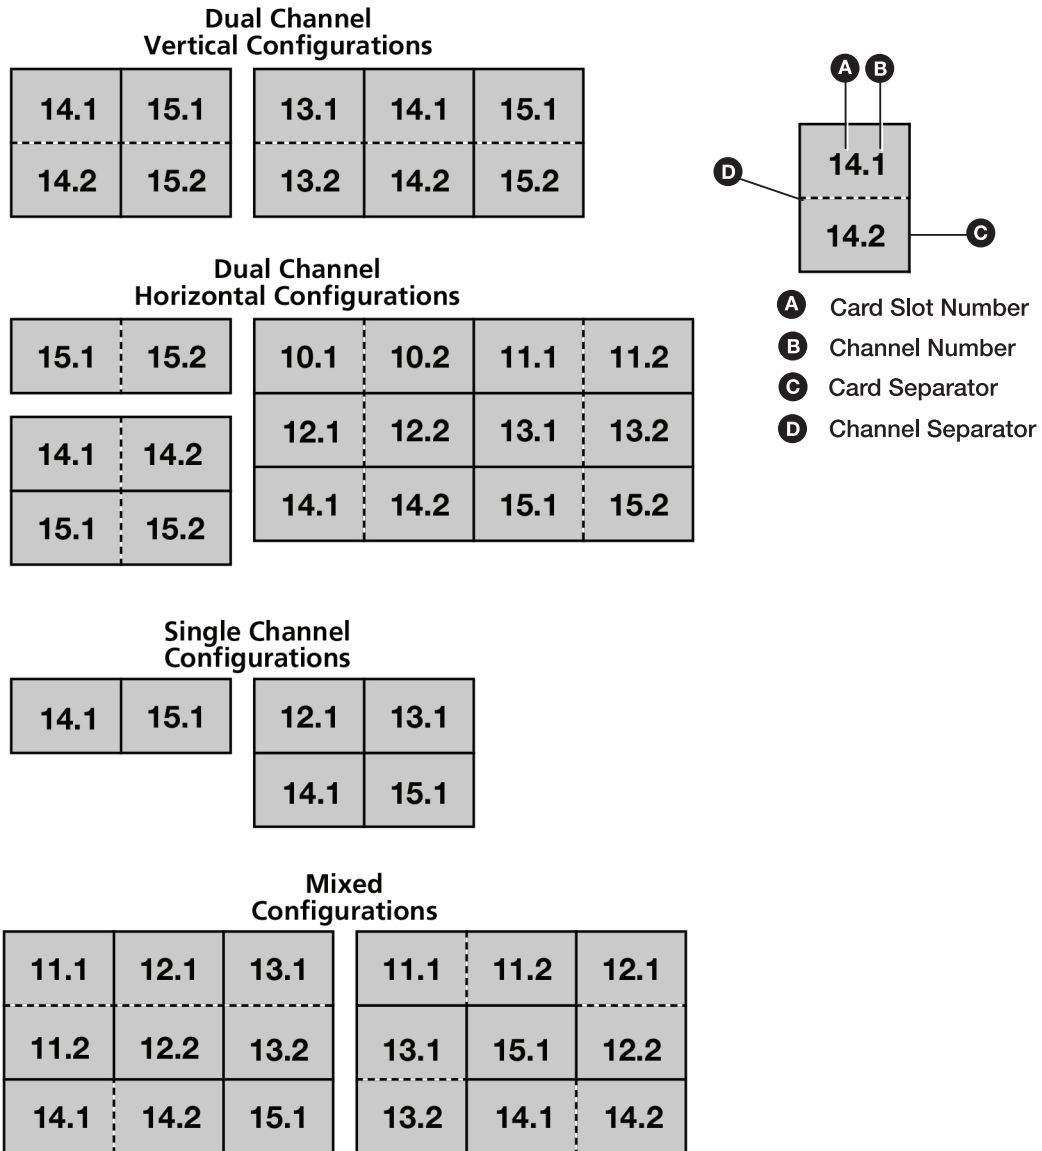 Dual Channel
Vertical Configurations
14.1 15.1
14.2 15.2
13.1 14.1 15.1
13.2 14.2 15.2
A B
14.1
D
14.2
C
A Card Slot Number
B Channel Number
C Card Separator
D Channel Separator
Dual Channel
Horizontal Configurations
15.1 15.2
14.1 14.2
15.1 15.2
10.1 10.2 11.1 11.2
12.1 12.2 13.1 13.2
14.1 14.2 15.1 15.2
Single Channel
Configurations
14.1 15.1
12.1 13.1
14.1 15.1
Mixed
Configurations
11.1 12.1 13.1
11.2 12.2 13.2
14.1 14.2 15.1
11.1 11.2 12.1
13.1 15.1 12.2
13.2 14.1 14.2